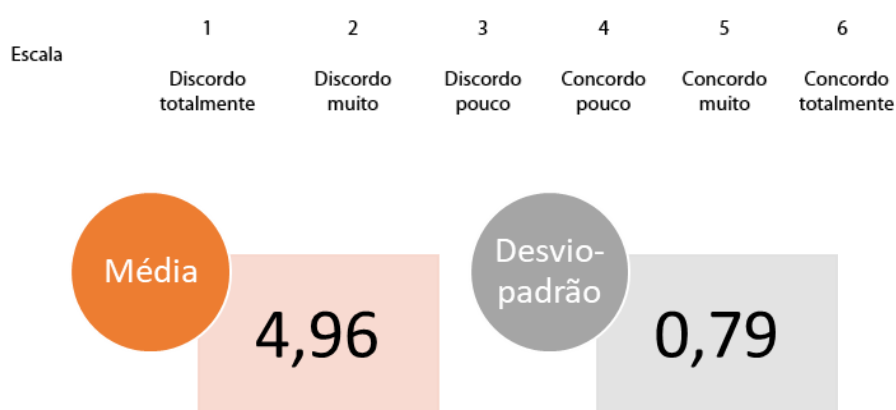 1 2 3 4 5 6
Escala
Discordo totalmente
Discordo muito
Discordo pouco
Concordo pouco
Concordo muito
Concordo totalmente
Média
4,96
Desvio-
padrão
0,79